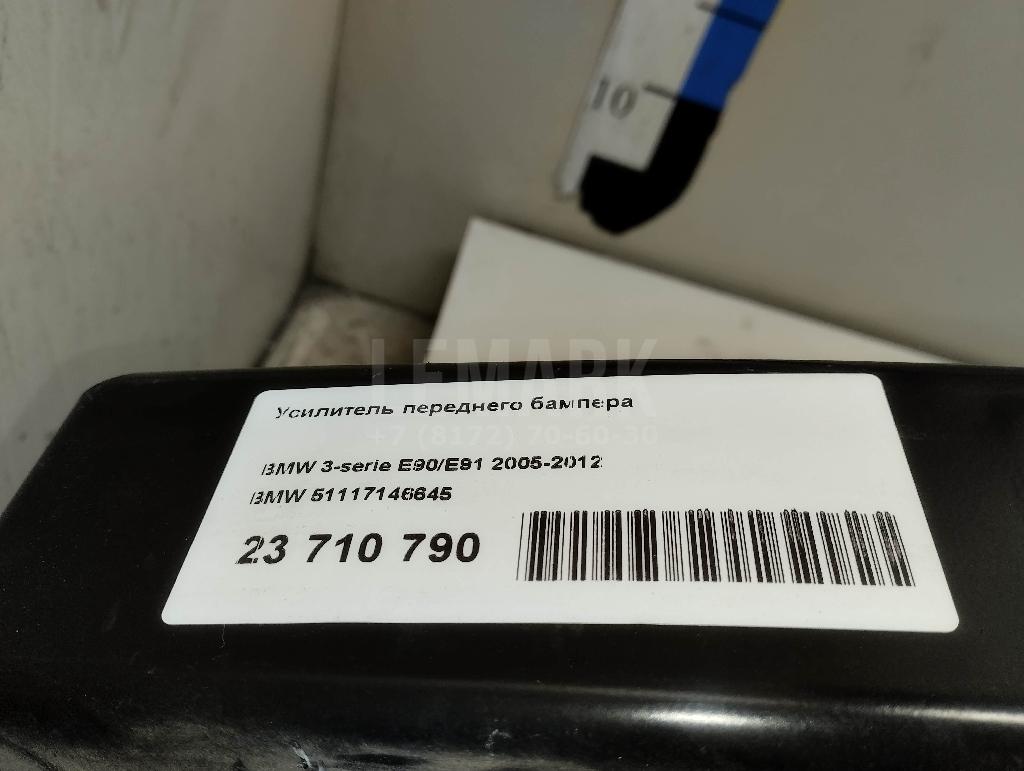 10
LEMARK
+7 (8172) 70-60-30
Усилитель переднего бампера
BMW 3-serie E90/E91 2005-2012
BMW 51117146645
23 710 790